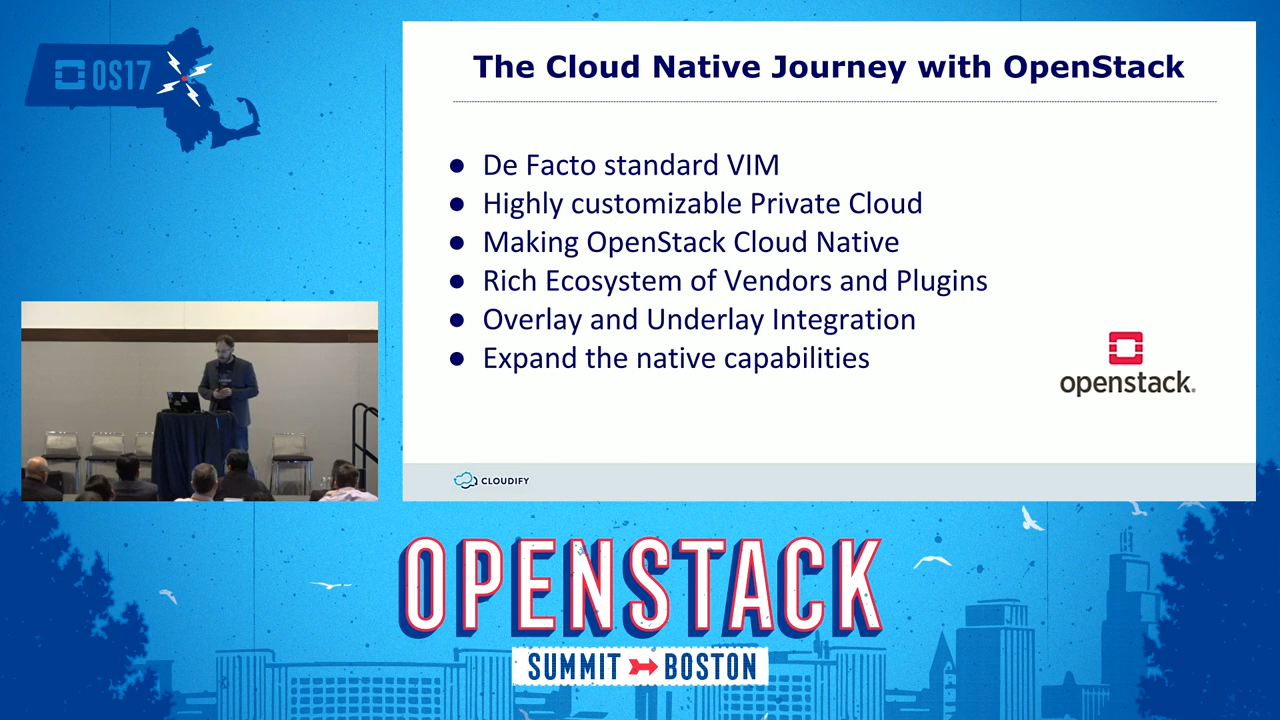 OS17
The Cloud Native Journey with OpenStack
● De Facto standard VIM
● Highly customizable Private Cloud
● Making OpenStack Cloud Native
● Rich Ecosystem of Vendors and Plugins
● Overlay and Underlay Integration
● Expand the native capabilities
openstack.
CLOUDIFY
OPENSTACK
SUMMIT BOSTON